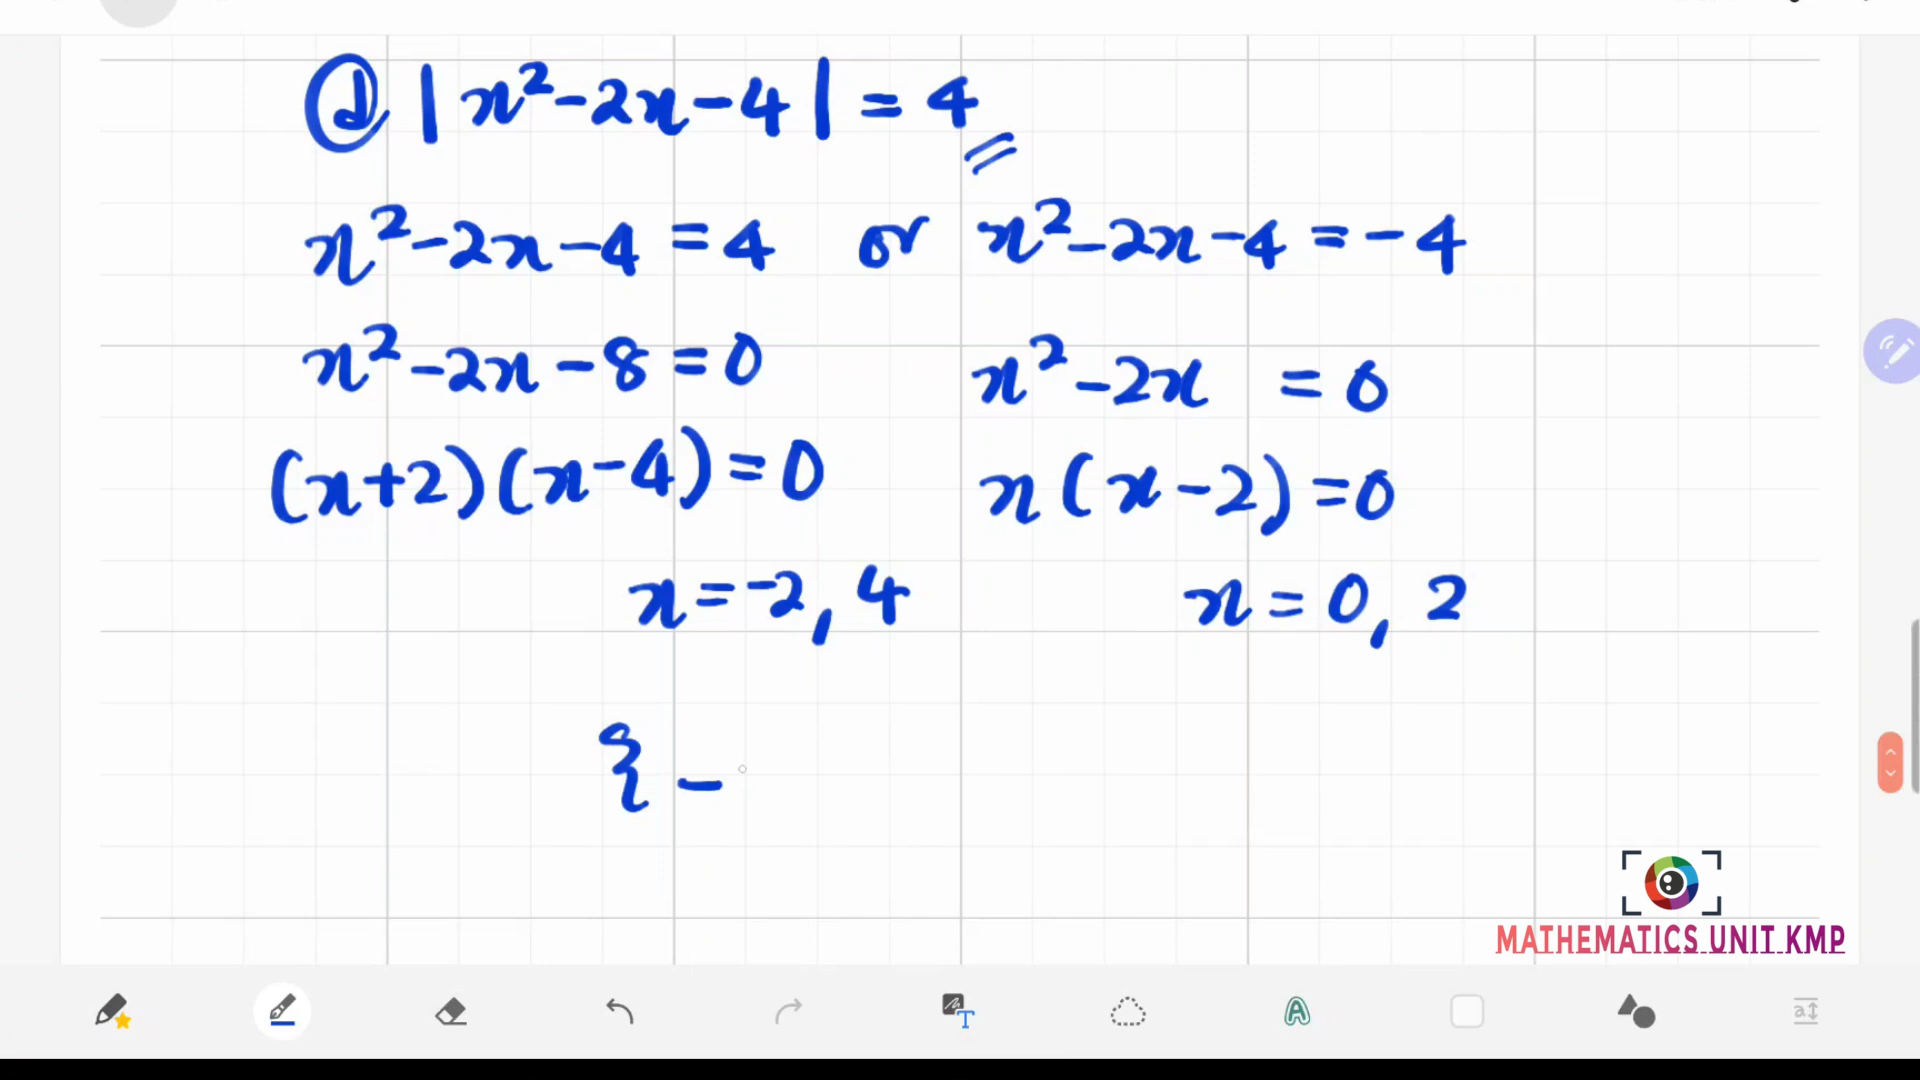 d |x²-2x-4| = 4
x²-2x-4 = 4 or x²-2x-4 = -4
x²-2x-8 = 0 x²-2x = 0
(x+2)(x-4) = 0 x(x-2) = 0
x = -2, 4 x = 0, 2
{ -
MATHEMATICS UNIT KMP